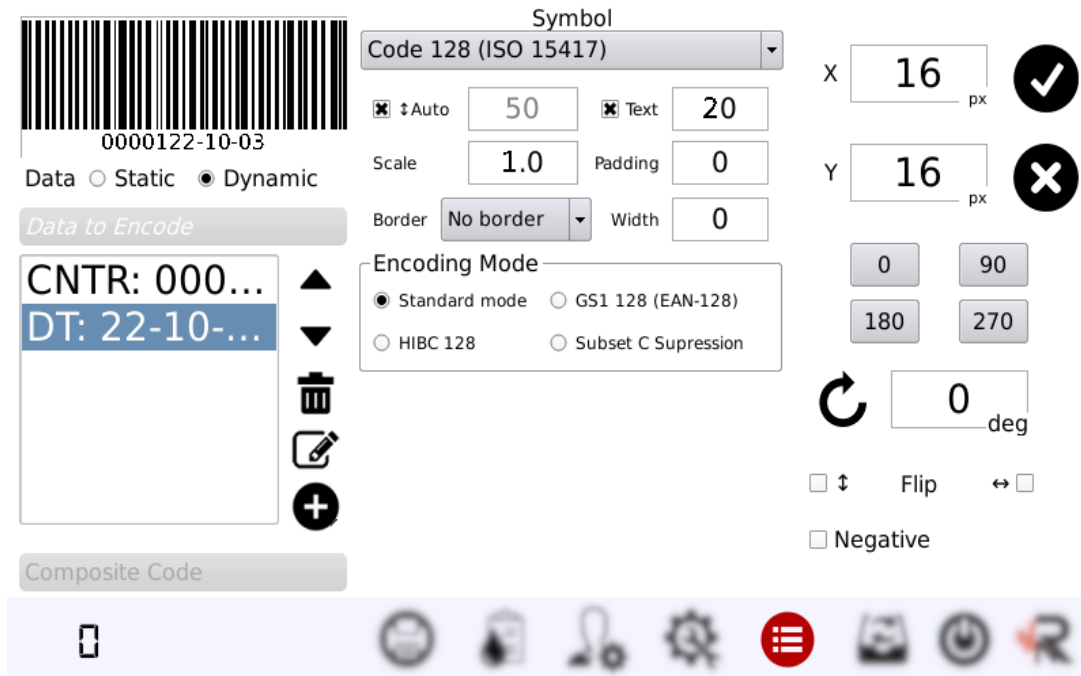 Symbol
Code 128 (ISO 15417)
0000122-10-03
Data Static Dynamic
Data to Encode
CNTR: 000...
DT: 22-10-...
Composite Code
↕Auto 50 Text 20
Scale 1.0 Padding 0
Border No border Width 0
Encoding Mode
Standard mode GS1 128 (EAN-128)
HIBC 128 Subset C Supression
X 16 px
Y 16 px
0 90
180 270
0 deg
↕ Flip ↔
Negative
0